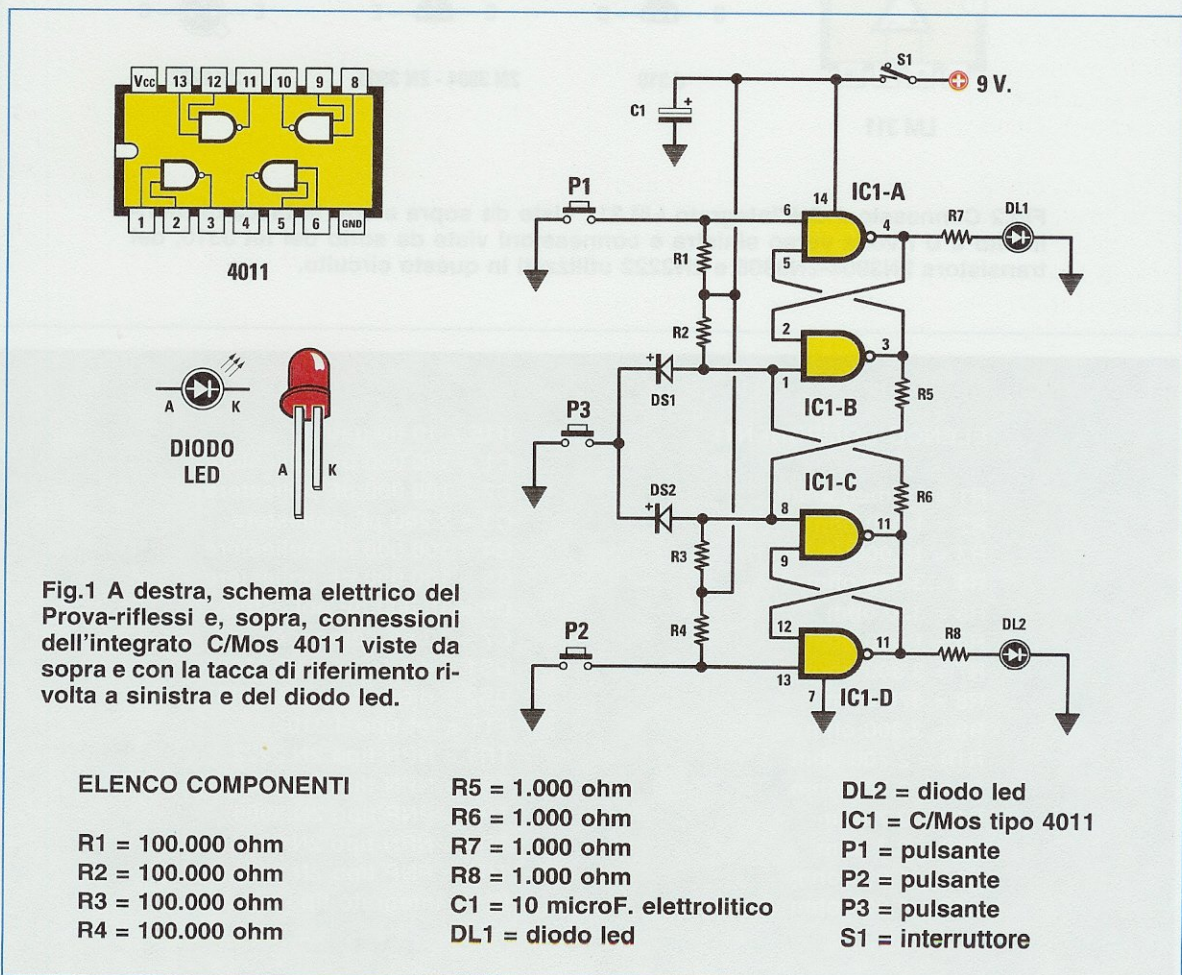 Vcc 13 12 11 10 9 8
1 2 3 4 5 6 GND
4011
A K
DIODO
LED
A K
S1
9 V.
C1
P1
IC1-A
14
6
5
4
R7
DL1
R1
R2
2
1
3
IC1-B
DS1
R5
P3
IC1-C
DS2
R6
8
9
11
R3
R4
P2
12
13
11
R8
DL2
7
IC1-D
Fig.1 A destra, schema elettrico del
Prova-riflessi e, sopra, connessioni
dell'integrato C/Mos 4011 viste da
sopra e con la tacca di riferimento ri-
volta a sinistra e del diodo led.
ELENCO COMPONENTI
R1 = 100.000 ohm
R2 = 100.000 ohm
R3 = 100.000 ohm
R4 = 100.000 ohm
R5 = 1.000 ohm
R6 = 1.000 ohm
R7 = 1.000 ohm
R8 = 1.000 ohm
C1 = 10 microF. elettrolitico
DL1 = diodo led
DL2 = diodo led
IC1 = C/Mos tipo 4011
P1 = pulsante
P2 = pulsante
P3 = pulsante
S1 = interruttore